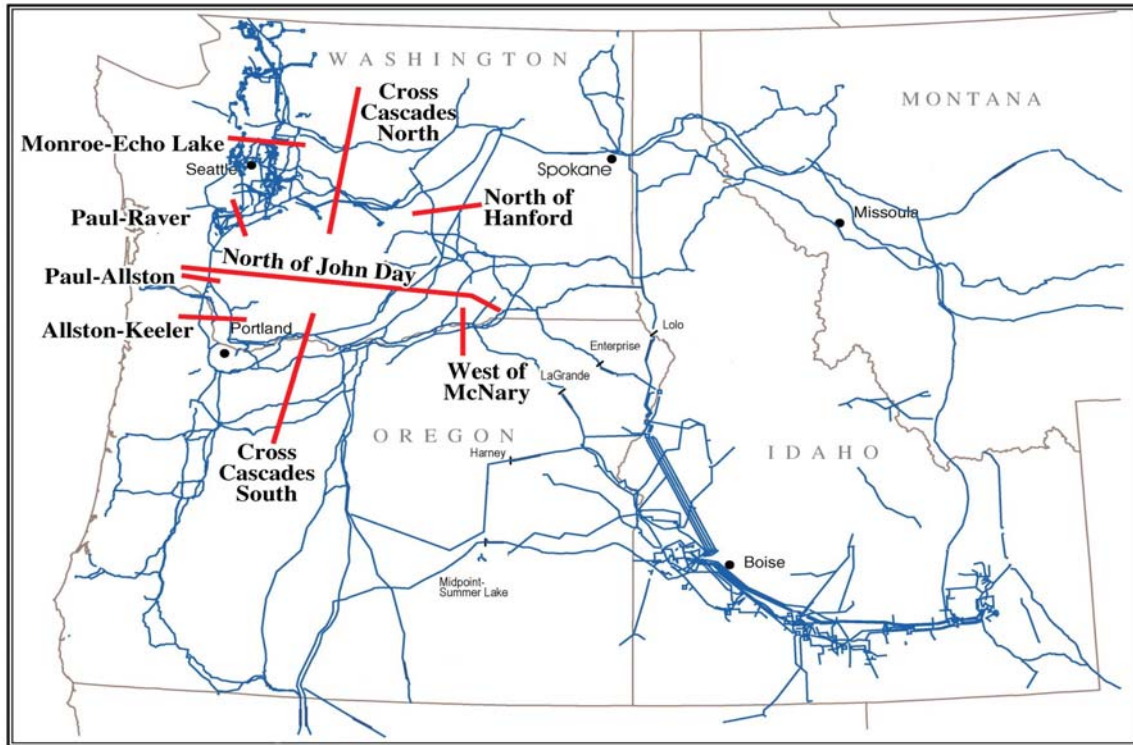 WASHINGTON
Cross
Cascades
North
MONTANA
Monroe-Echo Lake
Seattle
Spokane
North of
Hanford
Paul-Raver
Missoula
North of John Day
Paul-Allston
Allston-Keeler
Portland
Lolo
Enterprise
LaGrande
West of
McNary
OREGON
IDAHO
Harney
Cross
Cascades
South
Boise
Midpoint-
Summer Lake